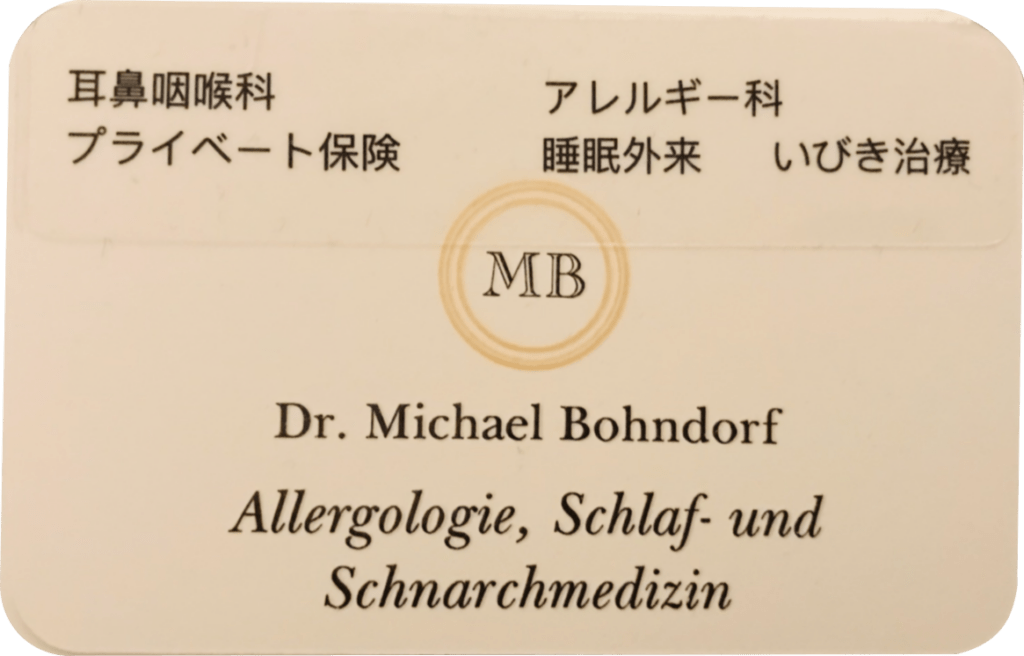 耳鼻咽喉科 アレルギー科
プライベート保険 睡眠外来 いびき治療
MB
Dr. Michael Bohndorf
Allergologie, Schlaf- und
Schnarchmedizin